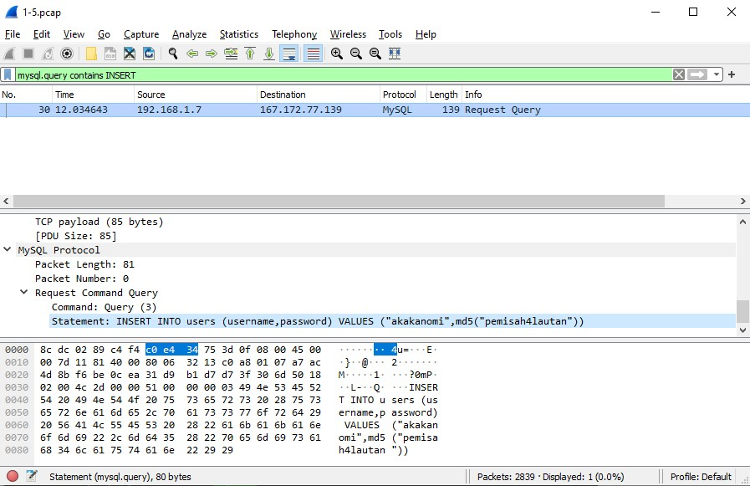 1-5.pcap
File Edit View Go Capture Analyze Statistics Telephony Wireless Tools Help
mysql.query contains INSERT
No. Time Source Destination Protocol Length Info
30 12.034643 192.168.1.7 167.172.77.139 MySQL 139 Request Query
TCP payload (85 bytes)
[PDU Size: 85]
MySQL Protocol
Packet Length: 81
Packet Number: 0
Request Command Query
Command: Query (3)
Statement: INSERT INTO users (username,password) VALUES ("akakanomi",md5("pemisah4lautan"))
0000 8c dc 02 89 c4 f4 c0 e4 34 75 3d 0f 08 00 45 00 ········4u=···E·
0010 00 7d 11 81 40 00 80 06 32 13 c0 a8 01 07 a7 ac ·}··@···2·······
0020 4d 8b f6 be 0c ea 31 d9 b1 d7 d7 3f 30 6d 50 18 M·····1····?0mP·
0030 02 00 4c 2d 00 00 51 00 00 00 03 49 4e 53 45 52 ··L-··Q····INSER
0040 54 20 49 4e 54 4f 20 75 73 65 72 73 20 28 75 73 T INTO users (us
0050 65 72 6e 61 6d 65 2c 70 61 73 73 77 6f 72 64 29 ername,password)
0060 20 56 41 4c 55 45 53 20 28 22 61 6b 61 6b 61 6e VALUES ("akakan
0070 6f 6d 69 22 2c 6d 64 35 28 22 70 65 6d 69 73 61 omi",md5("pemisa
0080 68 34 6c 61 75 74 61 6e 22 29 29 h4lautan"))
Statement (mysql.query), 80 bytes Packets: 2839 · Displayed: 1 (0.0%) Profile: Default